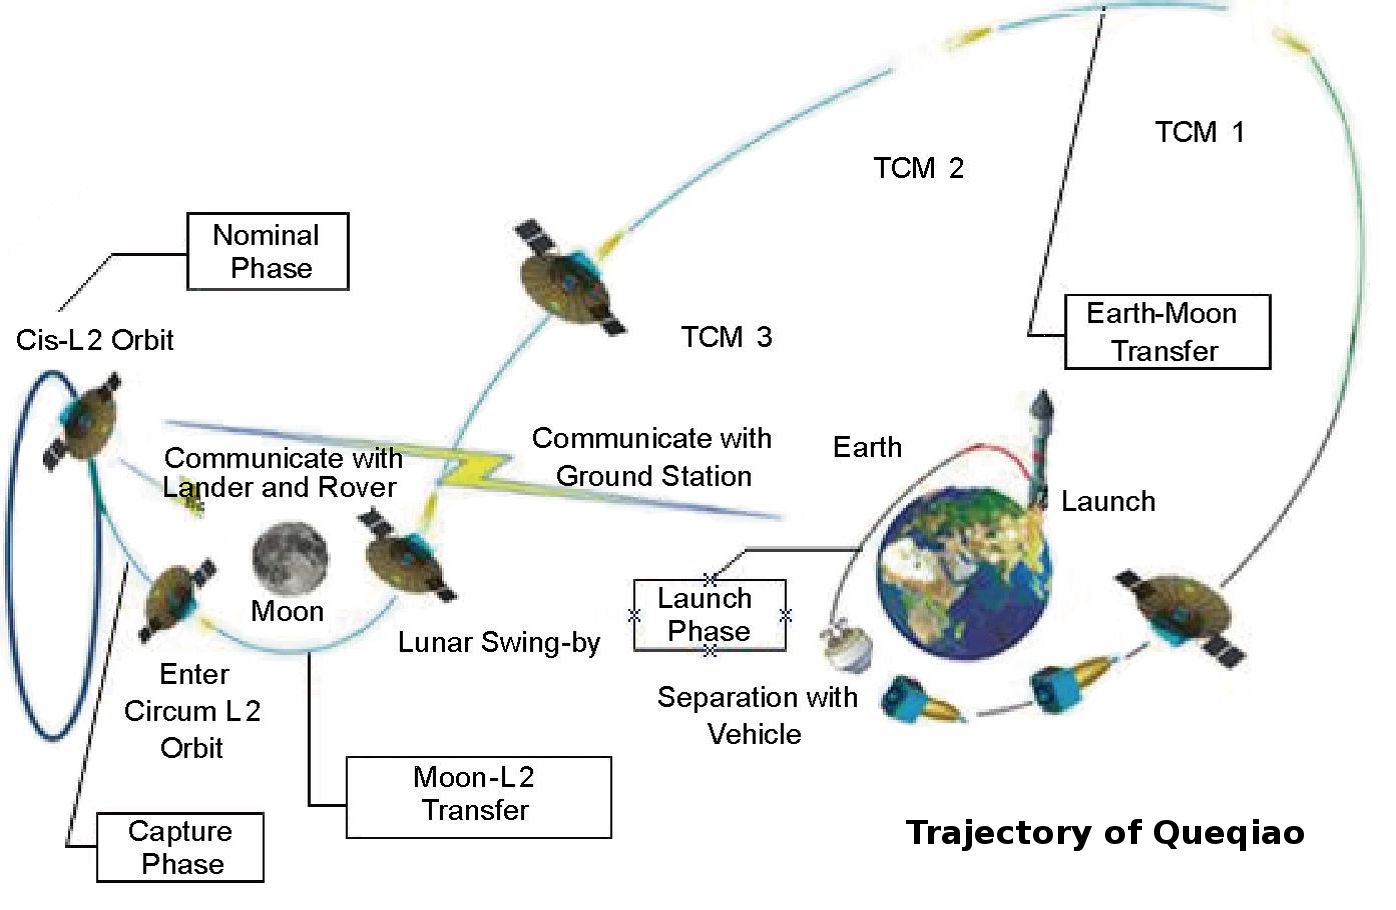 TCM 1
TCM 2
Nominal
Phase
Earth-Moon
Transfer
Cis-L2 Orbit
TCM 3
Communicate with
Ground Station
Earth
Communicate with
Lander and Rover
Launch
Moon
Launch
Phase
Lunar Swing-by
Enter
Circum L2
Orbit
Separation with
Vehicle
Moon-L2
Transfer
Capture
Phase
Trajectory of Queqiao